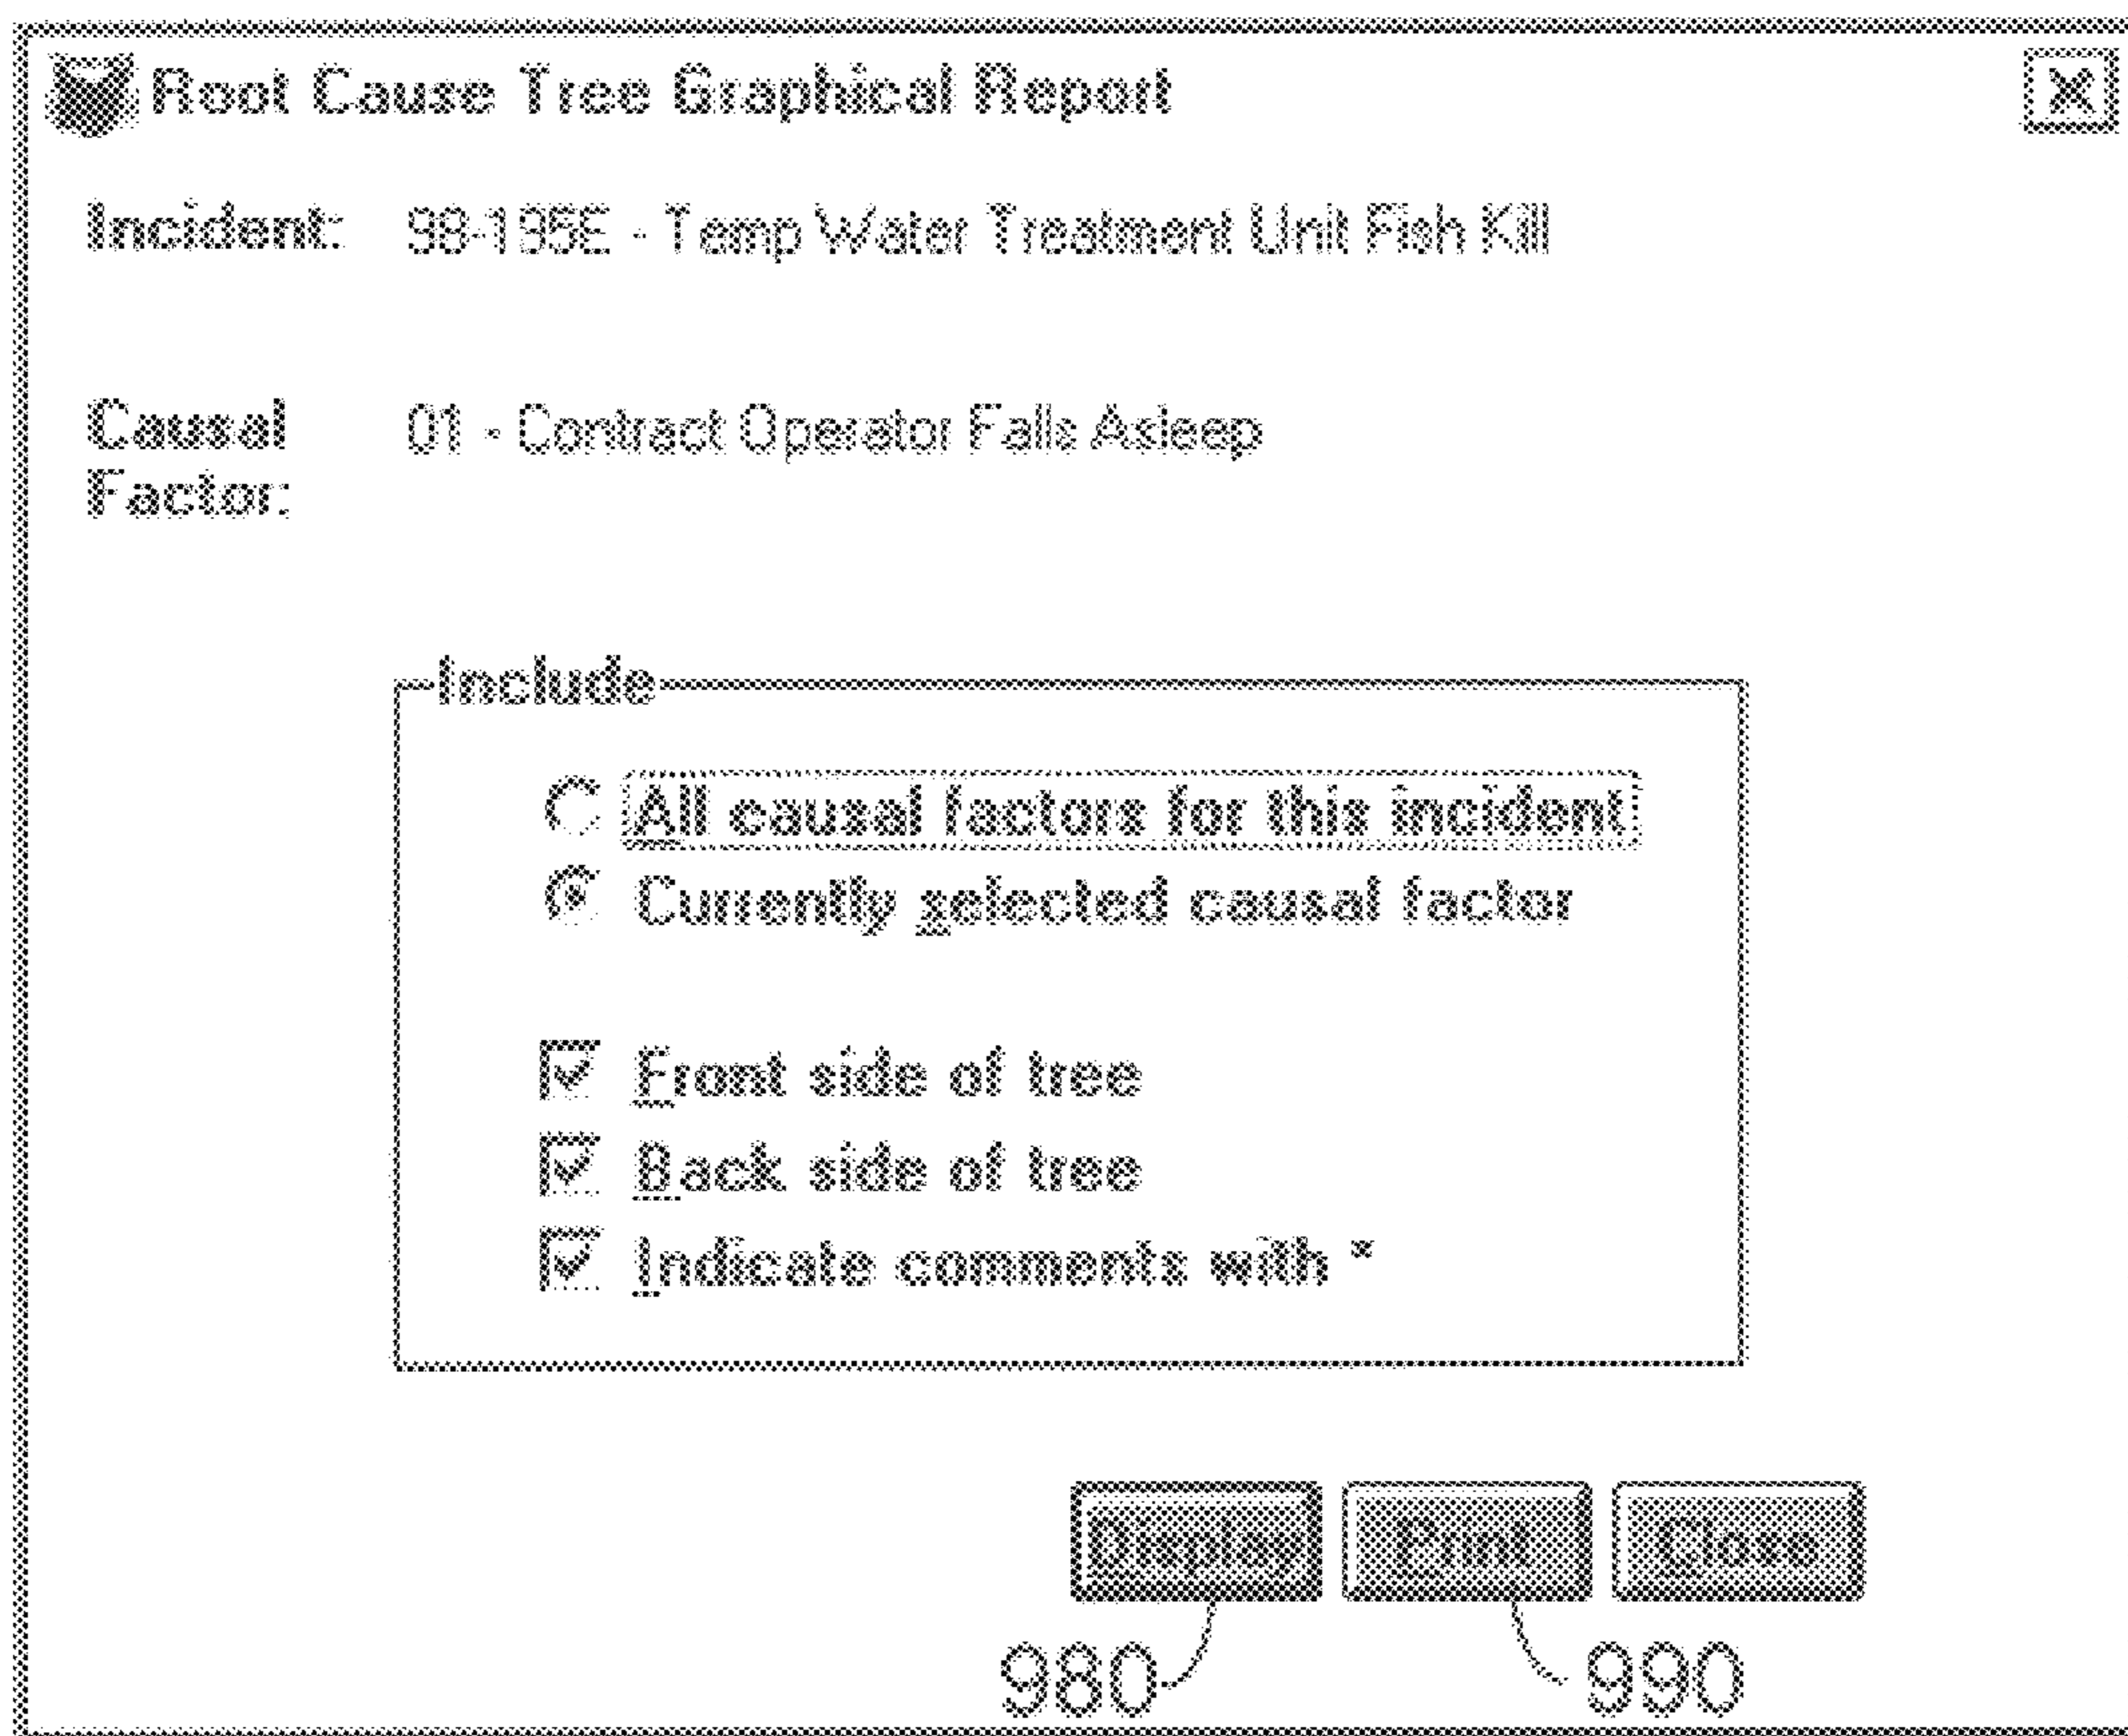 Root Cause Tree Graphical Report
Incident: 98-195E - Temp Water Treatment Unit Fish Kill
Causal 01 - Contract Operator Falls Asleep
Factor:
Include
All causal factors for this incident
Currently selected causal factor
Front side of tree
Back side of tree
Indicate comments with *
Display Print Close
980 990